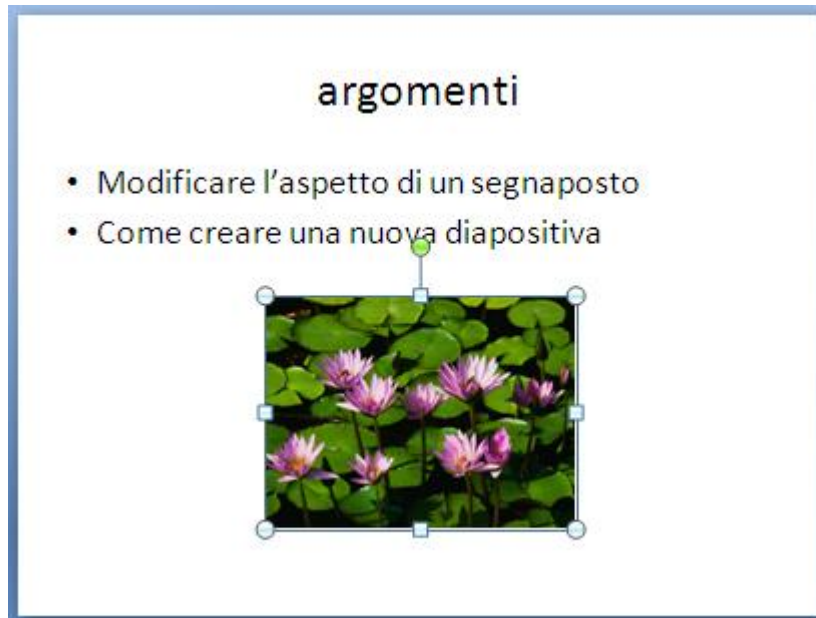 argomenti
• Modificare l'aspetto di un segnaposto
• Come creare una nuova diapositiva